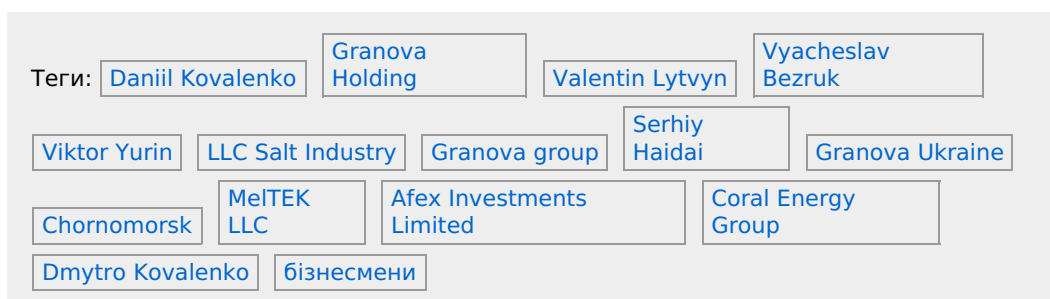 Теги: Daniil Kovalenko Granova Holding Valentin Lytvyn Vyacheslav Bezruk
Viktor Yurin LLC Salt Industry Granova group Serhiy Haidai Granova Ukraine
Chornomorsk MelTEK LLC Afex Investments Limited Coral Energy Group
Dmytro Kovalenko бізнесмени